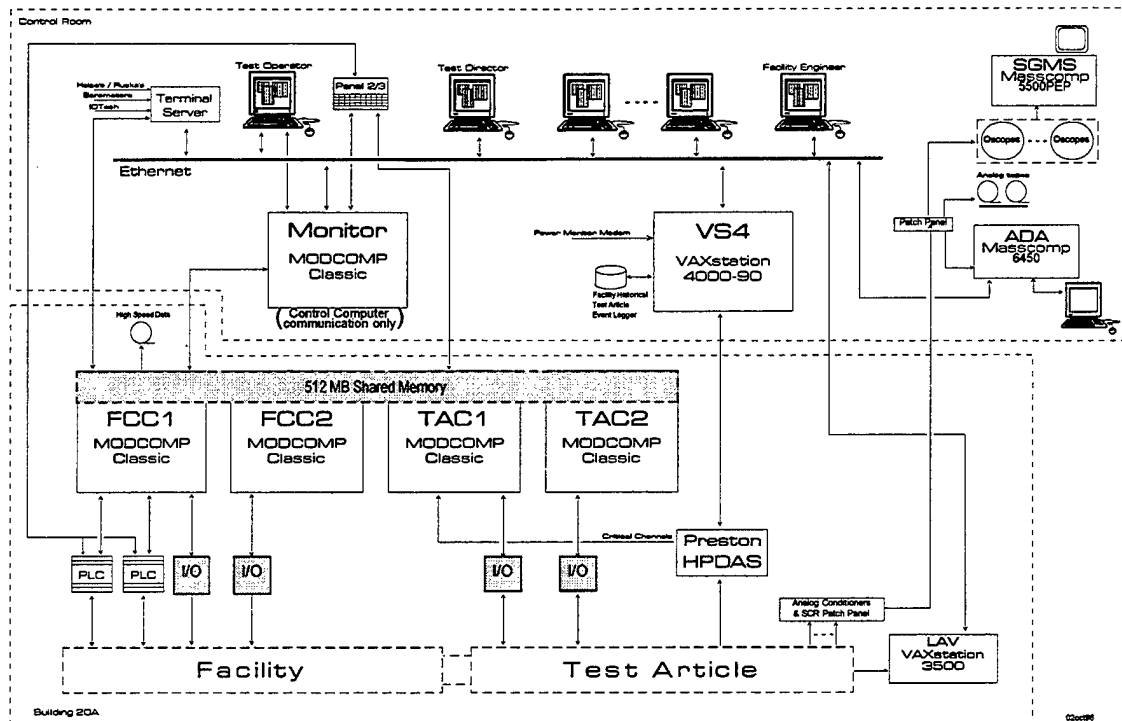 Control Room
Test Operator
Panel 2/3
Test Director
Facility Engineer
SGMS
Masscomp
5500PEP
Barometers
Terminal
Server
Oscopes
Oscopes
Ethernet
Analog tapes
Patch Panel
Monitor
MODCOMP
Classic
(Control Computer
communication only)
Power Monitor Modem
VS4
VAXstation
4000-90
Facility Historical
Test Article
Event Logger
ADA
Masscomp
6450
High Speed Data
512 MB Shared Memory
FCC1
MODCOMP
Classic
FCC2
MODCOMP
Classic
TAC1
MODCOMP
Classic
TAC2
MODCOMP
Classic
Critical Channels
Preston
HPDAS
PLC
PLC
I/O
I/O
I/O
I/O
Analog Conditioners
& SCR Patch Panel
LAV
VAXstation
3500
Facility
Test Article
Building 20A